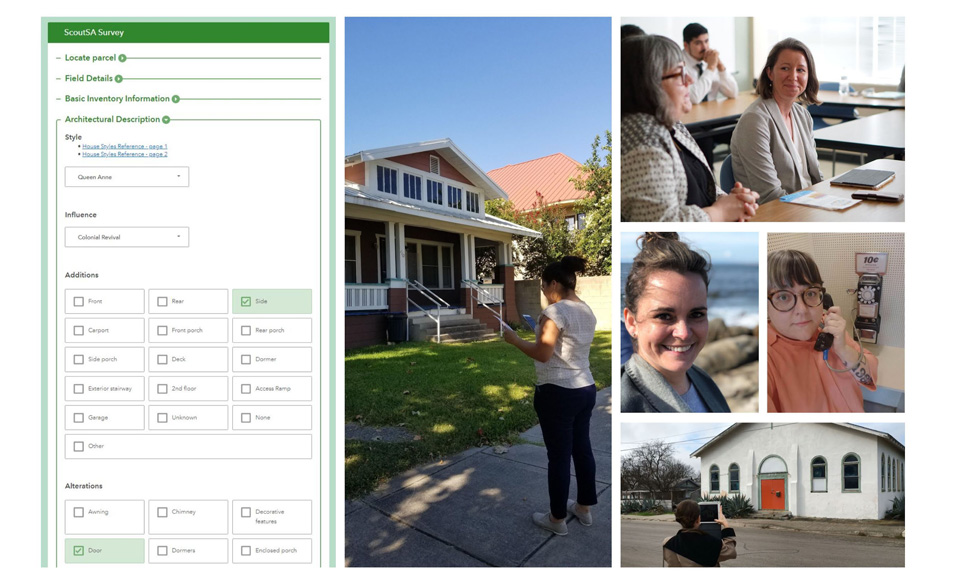 ScoutSA Survey
Locate parcel
Field Details
Basic Inventory Information
Architectural Description
Style
• House Styles Reference - page 1
• House Styles Reference - page 2
Queen Anne
Influence
Colonial Revival
Additions
Front
Rear
Side
Carport
Front porch
Rear porch
Side porch
Deck
Dormer
Exterior stairway
2nd floor
Access Ramp
Garage
Unknown
None
Other
Alterations
Awning
Chimney
Decorative
features
Door
Dormers
Enclosed porch
10¢